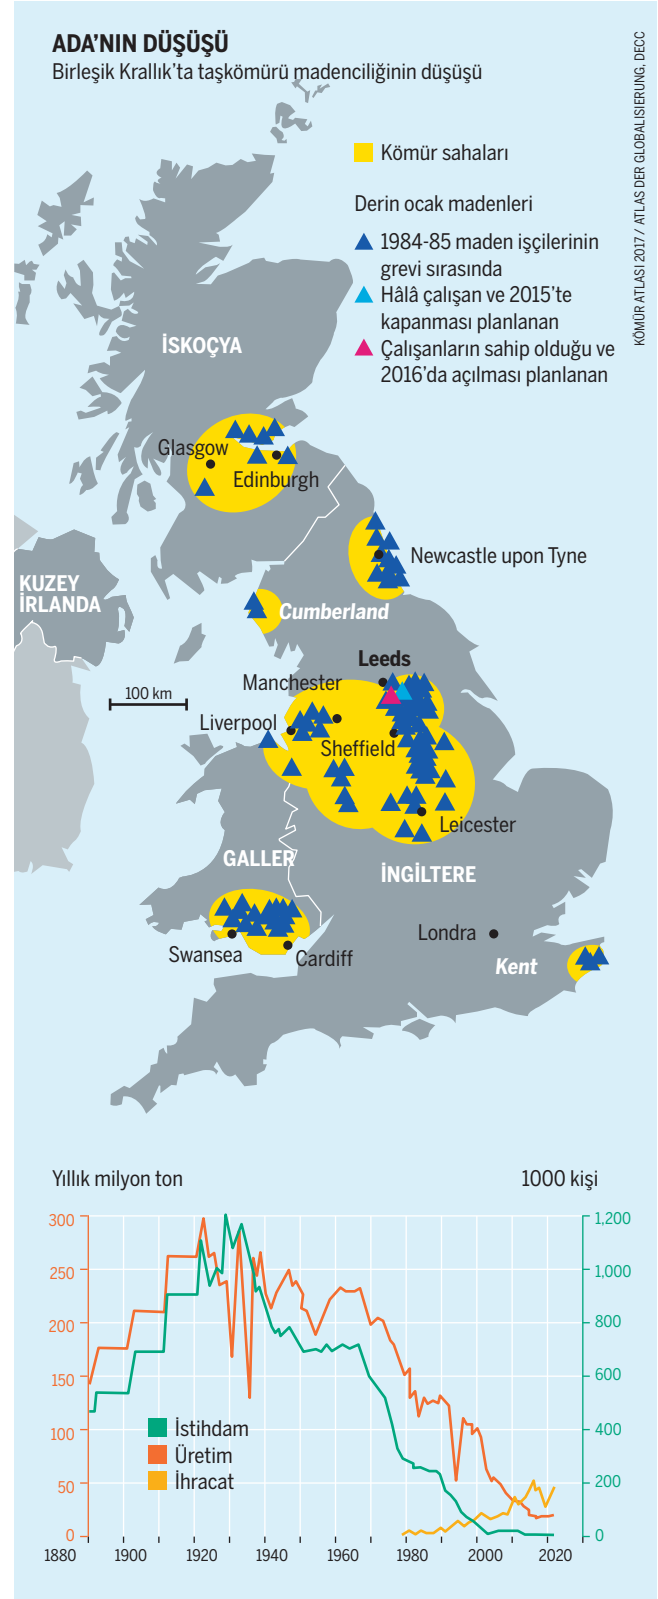 ADA’NIN DÜŞÜŞÜ
Birleşik Krallık’ta taşkömürü madenciliğinin düşüşü
KÖMÜR ATLASI 2017 / ATLAS DER GLOBALISIERUNG, DECC
Kömür sahaları
Derin ocak madenleri
1984-85 maden işçilerinin
grevi sırasında
Hâlâ çalışan ve 2015’te
kapanması planlanan
Çalışanların sahip olduğu ve
2016’da açılması planlanan
İSKOÇYA
Glasgow
Edinburgh
Newcastle upon Tyne
KUZEY
İRLANDA
Cumberland
Leeds
Manchester
100 km
Liverpool
Sheffield
Leicester
GALLER
İNGİLTERE
Londra
Swansea
Cardiff
Kent
Yıllık milyon ton
1000 kişi
300
1,200
250
1,000
200
800
150
600
100
400
50
200
0
0
İstihdam
Üretim
İhracat
1880
1900
1920
1940
1960
1980
2000
2020